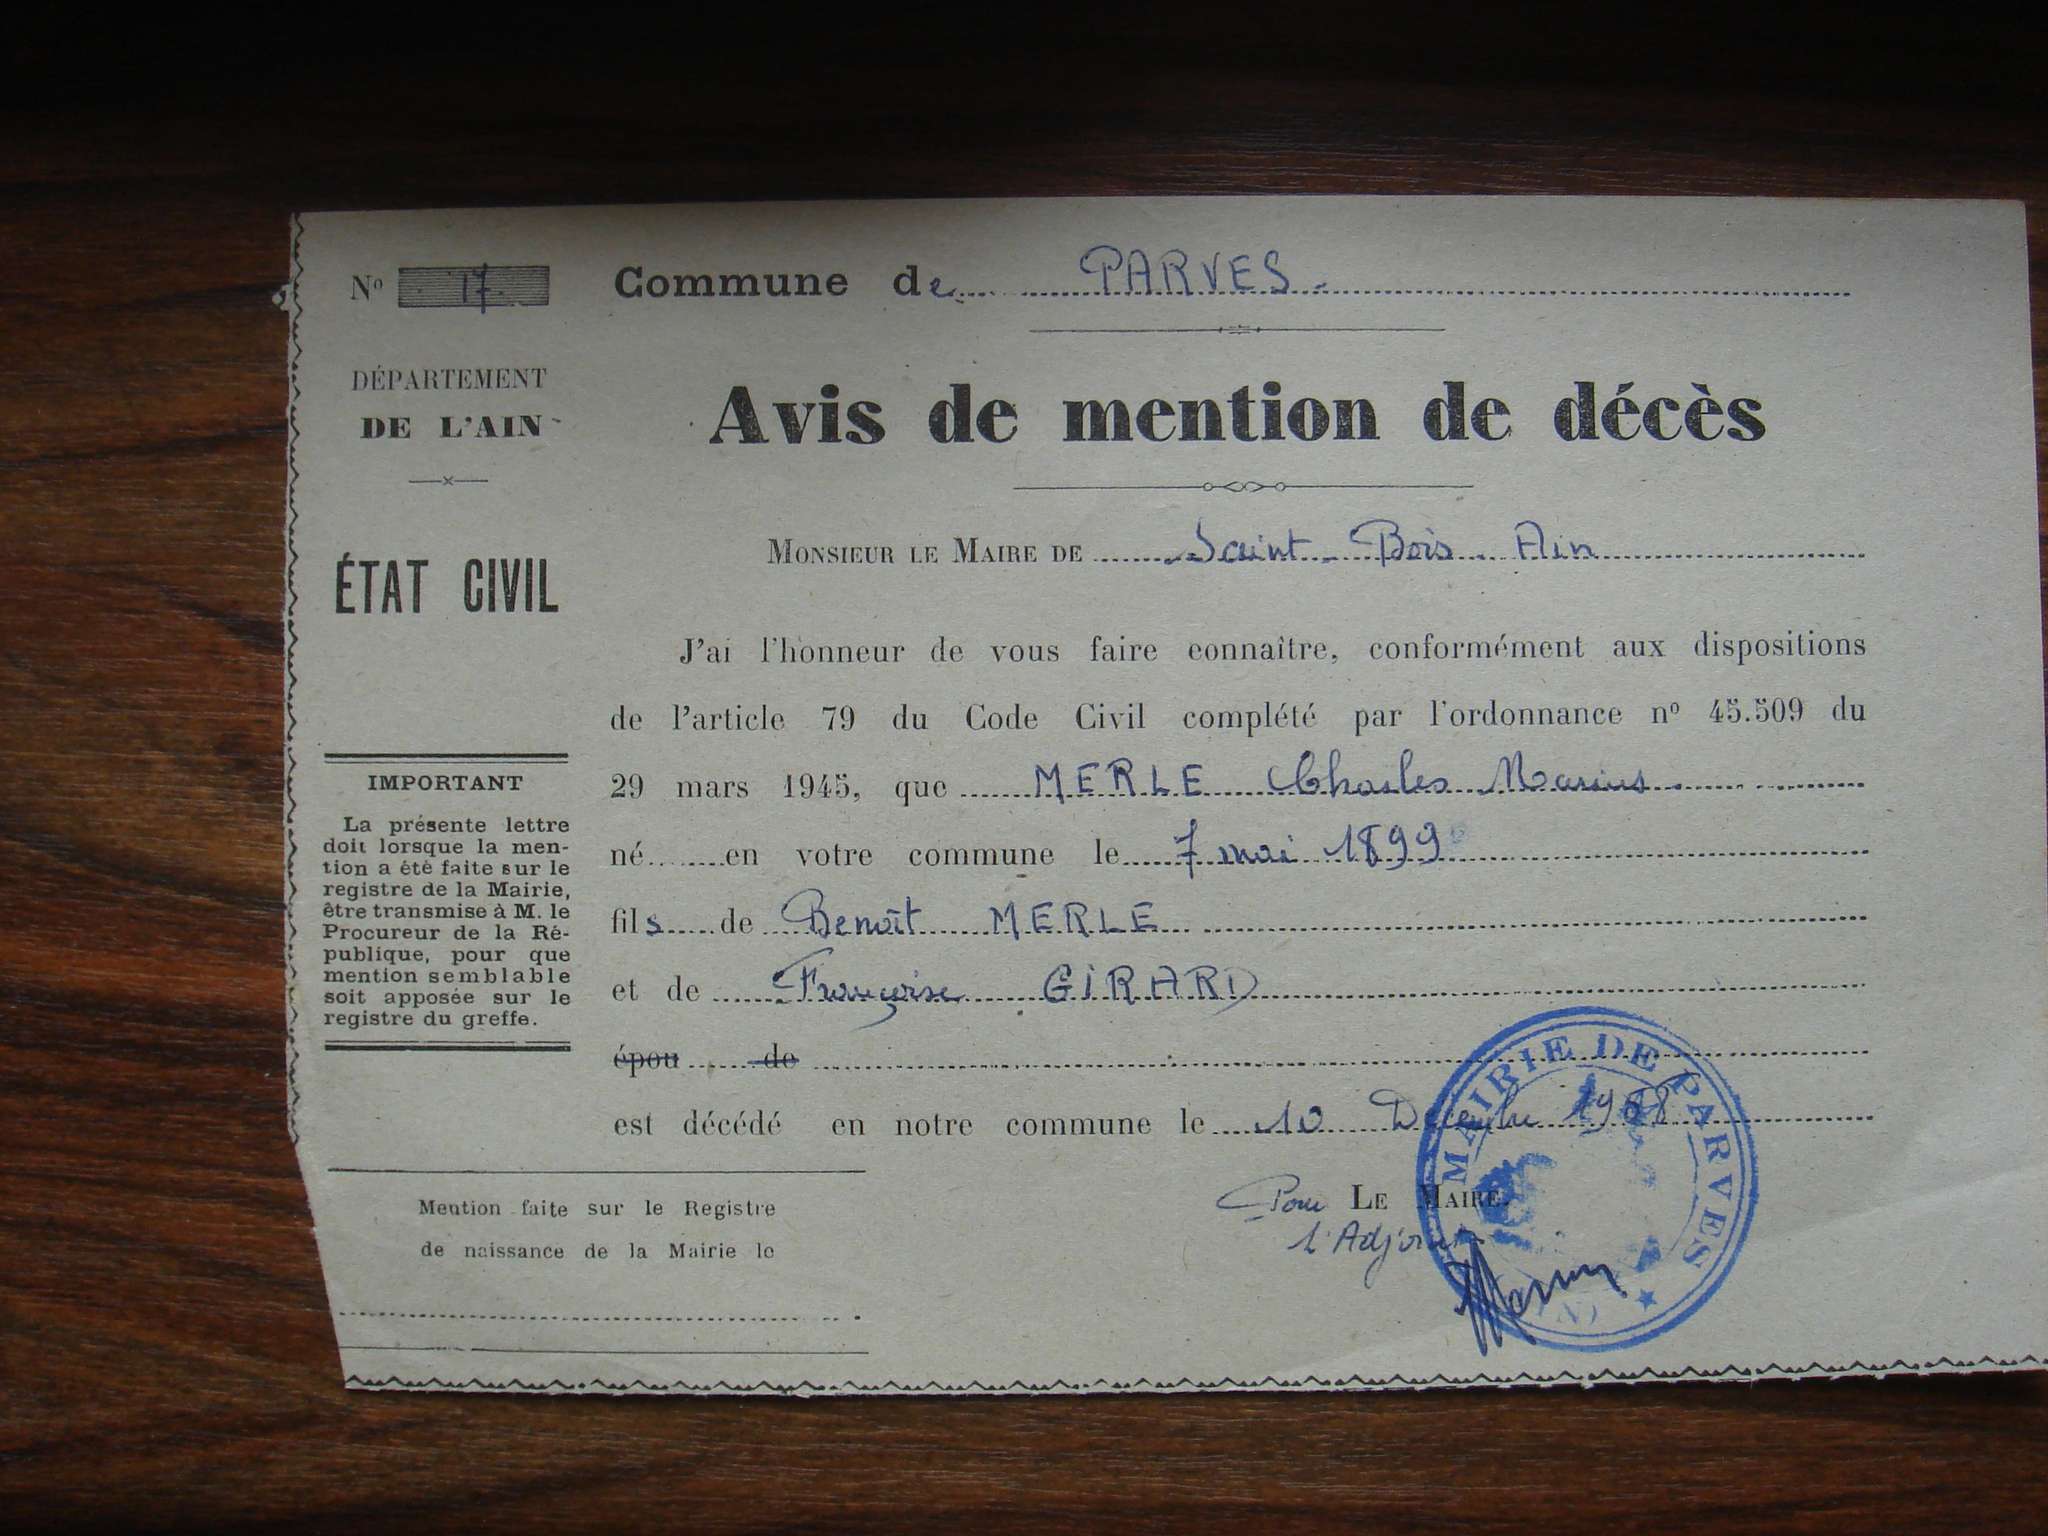 Nº 17
Commune de PARVES
DÉPARTEMENT
DE L'AIN
ÉTAT CIVIL
IMPORTANT
La présente lettre
doit lorsque la men-
tion a été faite sur le
registre de la Mairie,
être transmise à M. le
Procureur de la Ré-
publique, pour que
mention semblable
soit apposée sur le
registre du greffe.
Avis de mention de décès
MONSIEUR LE MAIRE DE Saint Bois Ain
J'ai l'honneur de vous faire connaître, conformément aux dispositions
de l'article 79 du Code Civil complété par l'ordonnance nº 45.509 du
29 mars 1945, que MERLE Charles Marius
né en votre commune le 7 mai 1899
fils de Benoît MERLE
et de Françoise GIRARD
épou de
est décédé en notre commune le 10 Décembre 1968
Pour LE MAIRE
l'Adjoint
MAIRIE DE PARVES
Mention faite sur le Registre
de naissance de la Mairie le